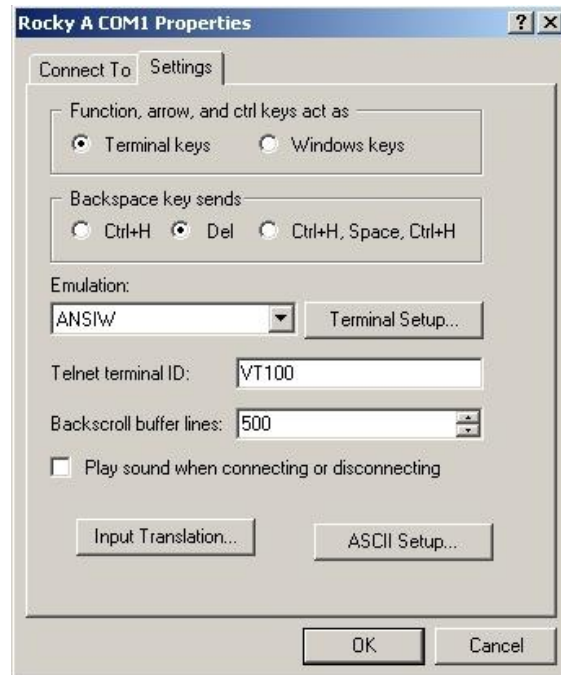 Rocky A COM1 Properties
Connect To Settings
Function, arrow, and ctrl keys act as
Terminal keys Windows keys
Backspace key sends
Ctrl+H Del Ctrl+H, Space, Ctrl+H
Emulation:
ANSIW Terminal Setup...
Telnet terminal ID: VT100
Backscroll buffer lines: 500
Play sound when connecting or disconnecting
Input Translation... ASCII Setup...
OK Cancel